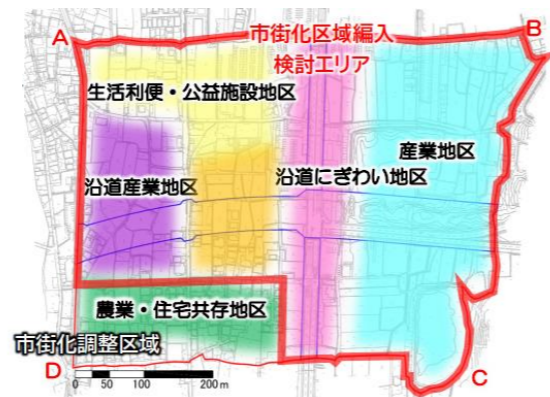 A
市街化区域編入
B
検討エリア
生活利便・公益施設地区
産業地区
沿道産業地区
沿道にぎわい地区
農業・住宅共存地区
市街化調整区域
D
0 50 100 200 m
C